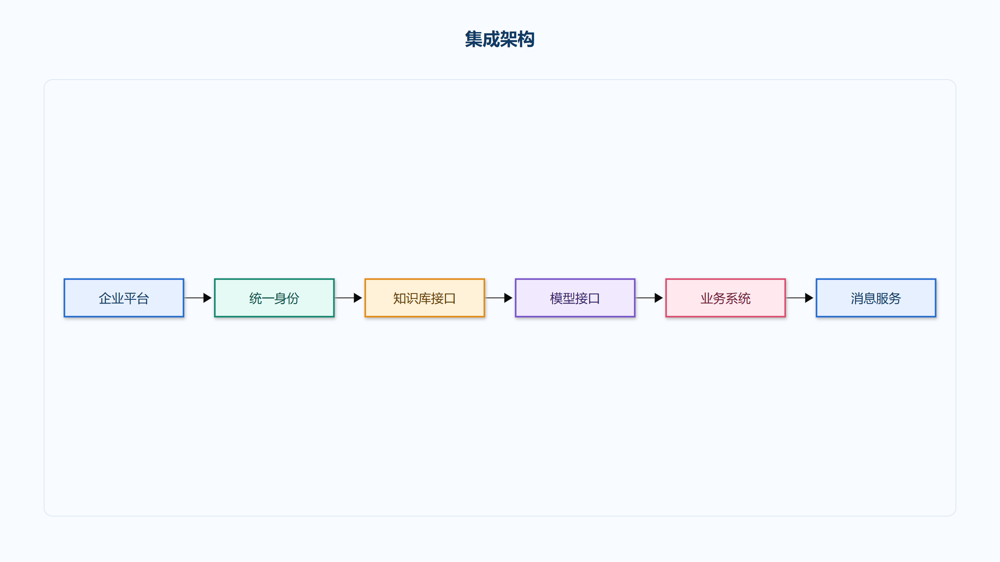 集成架构
企业平台
统一身份
知识库接口
模型接口
业务系统
消息服务